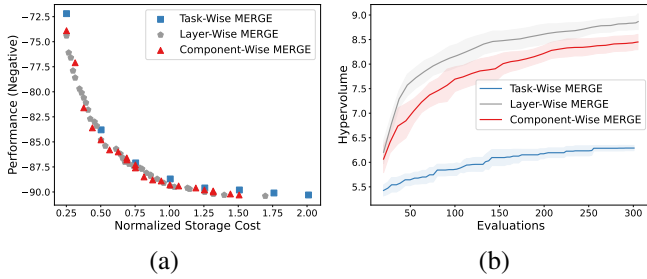 Performance (Negative)
−72.5
−75.0
−77.5
−80.0
−82.5
−85.0
−87.5
−90.0
Task-Wise MERGE
Layer-Wise MERGE
Component-Wise MERGE
0.25 0.50 0.75 1.00 1.25 1.50 1.75 2.00
Normalized Storage Cost
(a)
Hypervolume
9.0
8.5
8.0
7.5
7.0
6.5
6.0
5.5
Task-Wise MERGE
Layer-Wise MERGE
Component-Wise MERGE
50 100 150 200 250 300
Evaluations
(b)